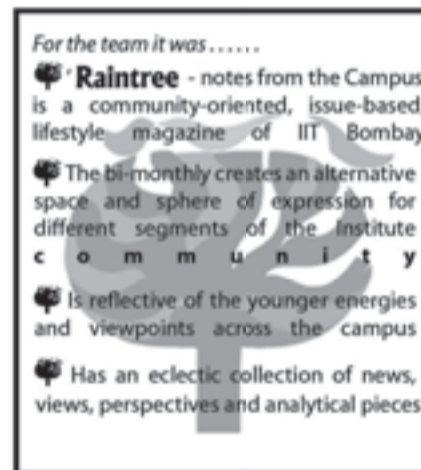 For the team it was......
' Raintree - notes from the Campus
is a community-oriented, issue-based
lifestyle magazine of IIT Bombay
The bi-monthly creates an alternative
space and sphere of expression for
different segments of the Institute
c o m m u n i t y
Is reflective of the younger energies
and viewpoints across the campus
Has an eclectic collection of news,
views, perspectives and analytical pieces